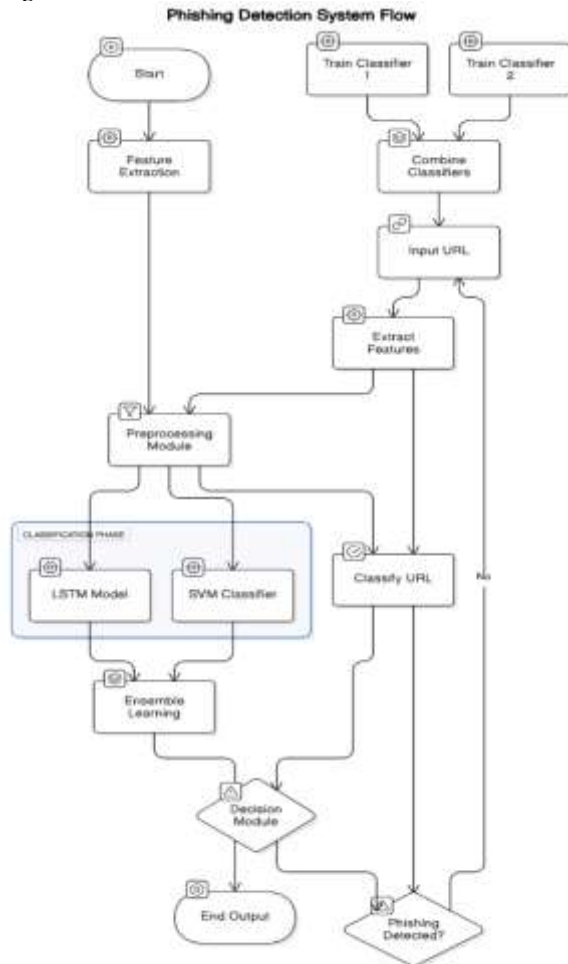 Phishing Detection System Flow
Start
Train Classifier
1
Train Classifier
2
Feature
Extraction
Combine
Classifiers
Input URL
Extract
Features
Preprocessing
Module
CLASSIFICATION PHASE
LSTM Model
SVM Classifier
Classify URL
No
Ensemble
Learning
Decision
Module
End Output
Phishing
Detected?